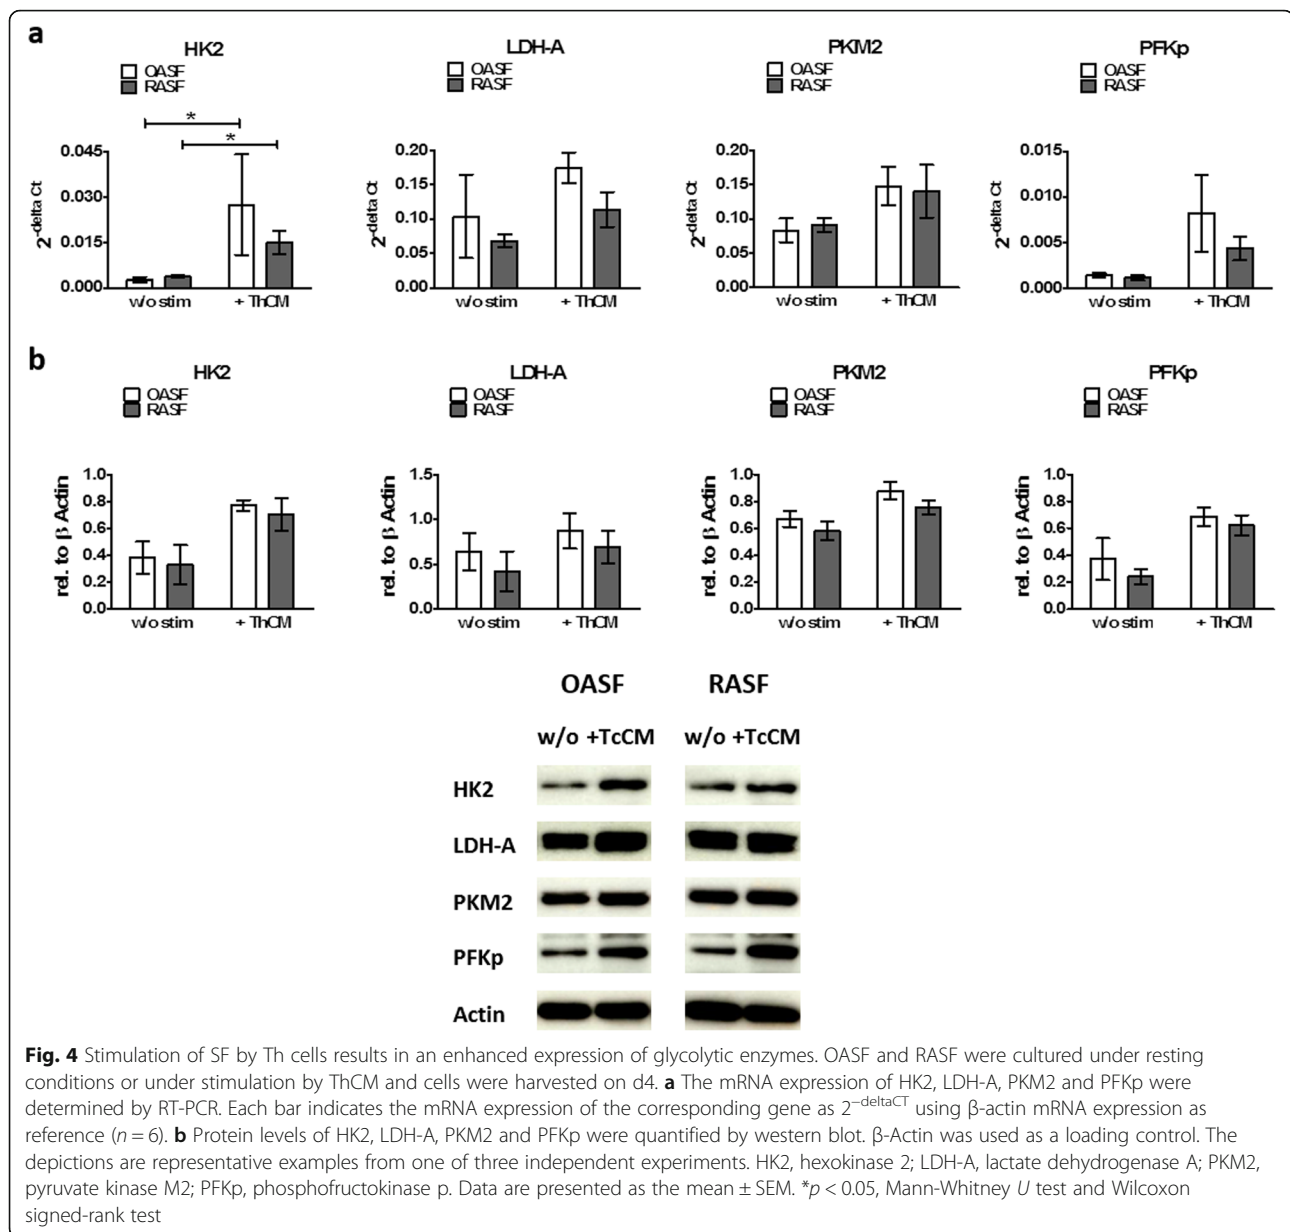 a
HK2
OASF
RASF
*
*
2-delta Ct
0.045
0.030
0.015
0.000
w/o stim
+ ThCM
LDH-A
OASF
RASF
2-delta Ct
0.20
0.15
0.10
0.05
0.00
w/o stim
+ ThCM
PKM2
OASF
RASF
2-delta Ct
0.20
0.15
0.10
0.05
0.00
w/o stim
+ ThCM
PFKp
OASF
RASF
2-delta Ct
0.015
0.010
0.005
0.000
w/o stim
+ ThCM
b
HK2
OASF
RASF
rel. to β Actin
1.0
0.8
0.6
0.4
0.2
0.0
w/o stim
+ ThCM
LDH-A
OASF
RASF
rel. to β Actin
1.5
1.0
0.5
0.0
w/o stim
+ ThCM
PKM2
OASF
RASF
rel. to β Actin
1.0
0.8
0.6
0.4
0.2
0.0
w/o stim
+ ThCM
PFKp
OASF
RASF
rel. to β Actin
1.0
0.8
0.6
0.4
0.2
0.0
w/o stim
+ ThCM
OASF RASF
w/o +TcCM w/o +TcCM
HK2
LDH-A
PKM2
PFKp
Actin
Fig. 4 Stimulation of SF by Th cells results in an enhanced expression of glycolytic enzymes. OASF and RASF were cultured under resting
conditions or under stimulation by ThCM and cells were harvested on d4. a The mRNA expression of HK2, LDH-A, PKM2 and PFKp were
determined by RT-PCR. Each bar indicates the mRNA expression of the corresponding gene as 2−deltaCT using β-actin mRNA expression as
reference (n = 6). b Protein levels of HK2, LDH-A, PKM2 and PFKp were quantified by western blot. β-Actin was used as a loading control. The
depictions are representative examples from one of three independent experiments. HK2, hexokinase 2; LDH-A, lactate dehydrogenase A; PKM2,
pyruvate kinase M2; PFKp, phosphofructokinase p. Data are presented as the mean ± SEM. *p < 0.05, Mann-Whitney U test and Wilcoxon
signed-rank test